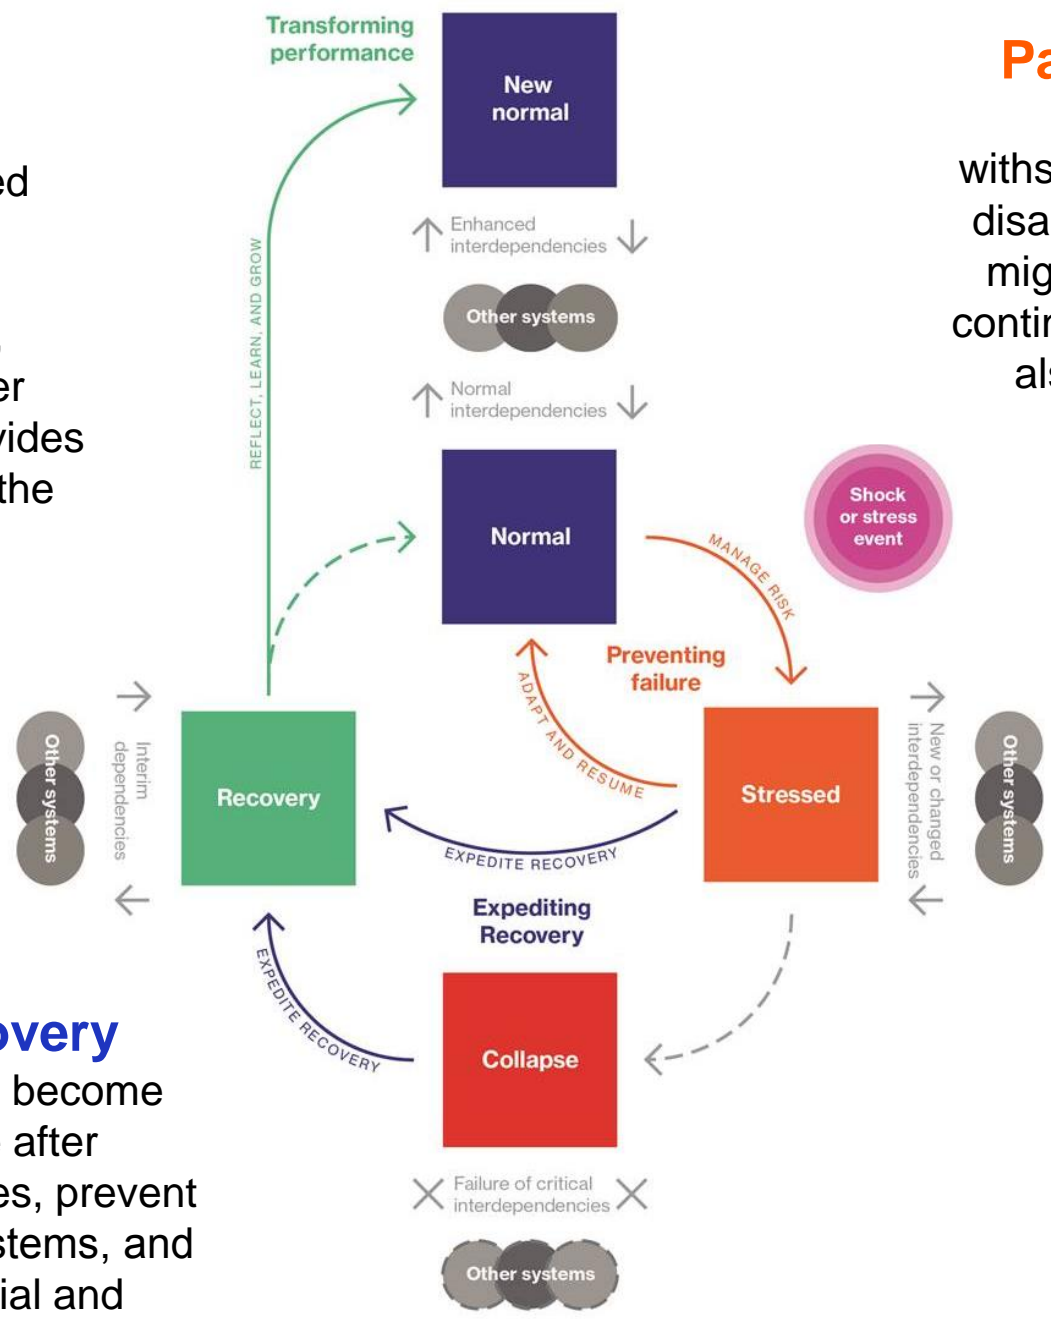 Transforming
performance
New
normal
Pa
ed
withs
disa
mig
contin
als
Enhanced
interdependencies
REFLECT, LEARN, AND GROW
Other systems
er
vides
the
Normal
interdependencies
Shock
or stress
event
Normal
MANAGE RISK
Preventing
failure
ADAPT AND RESUME
Other systems
Interim
dependencies
Recovery
Stressed
New or changed
interdependencies
Other systems
EXPEDITE RECOVERY
Expediting
Recovery
EXPEDITE RECOVERY
Collapse
overy
become
after
es, prevent
stems, and
ial and
Failure of critical
interdependencies
Other systems